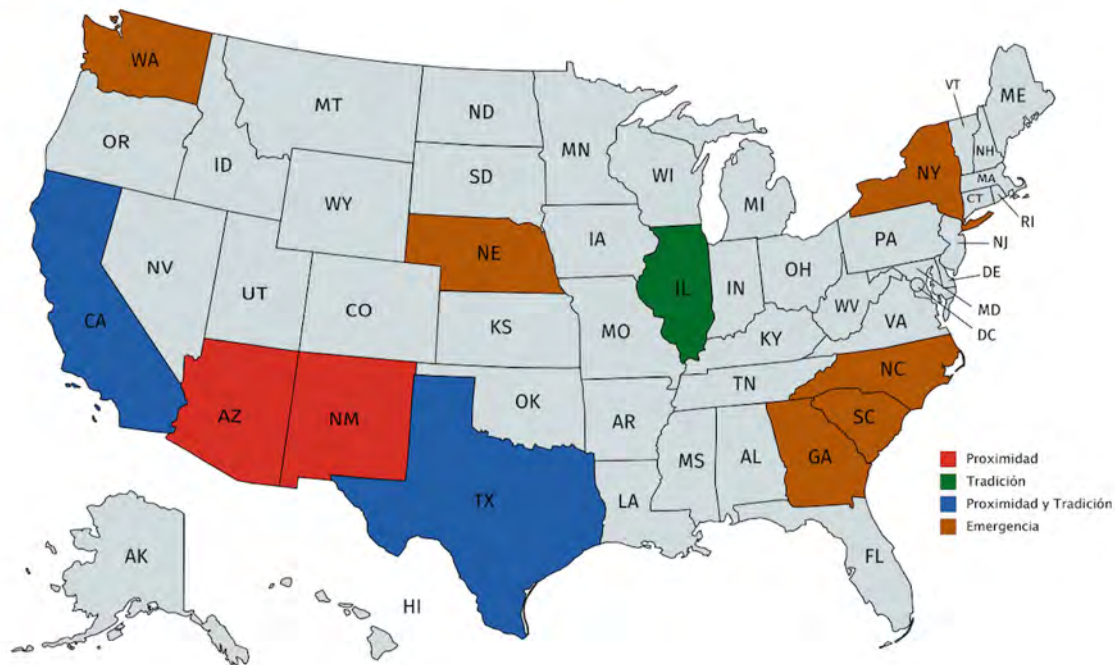 WA
MT
ND
MN
VT
ME
OR
ID
SD
WI
MI
NY
NH
MA
CT
RI
WY
IA
PA
NJ
NV
NE
OH
DE
UT
IL
IN
WV
MD
CA
CO
KS
MO
KY
VA
DC
TN
NC
AZ
NM
OK
AR
SC
MS
AL
GA
Proximidad
Tradición
TX
LA
Proximidad y Tradición
Emergencia
AK
FL
HI